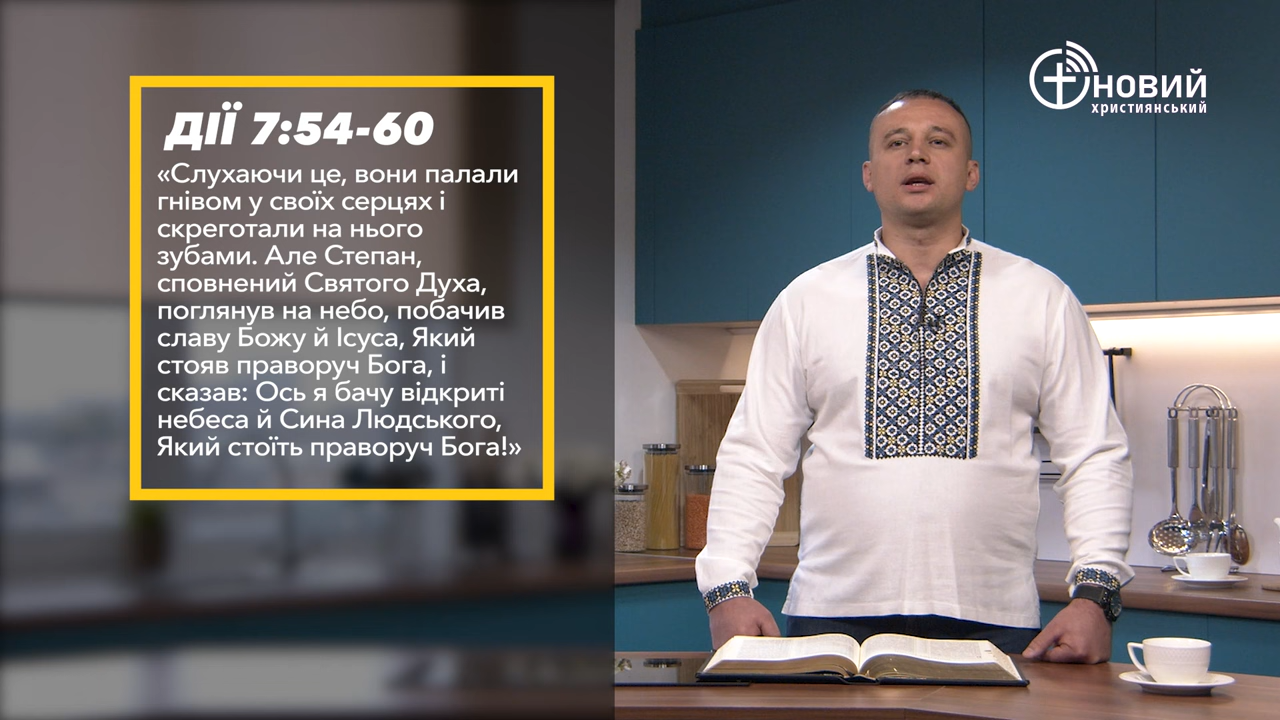 ДІЇ 7:54-60
«Слухаючи це, вони палали
гнівом у своїх серцях і
скреготали на нього
зубами. Але Степан,
сповнений Святого Духа,
поглянув на небо, побачив
славу Божу й Ісуса, Який
стояв праворуч Бога, і
сказав: Ось я бачу відкриті
небеса й Сина Людського,
Який стоїть праворуч Бога!»
НОВИЙ
християнський